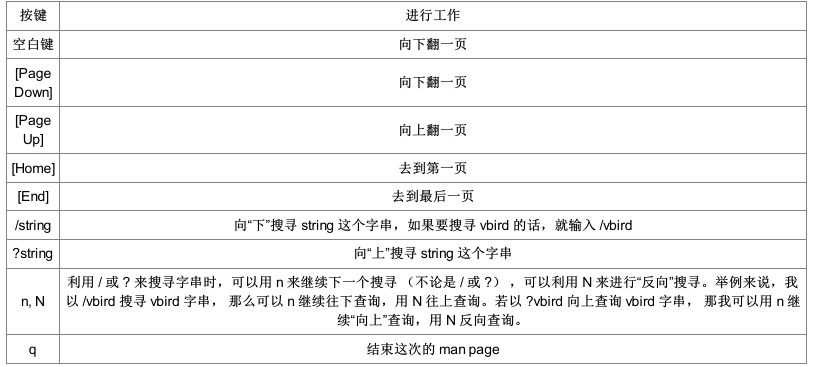 按键 进行工作
空白键 向下翻一页
[Page
Down] 向下翻一页
[Page
Up] 向上翻一页
[Home] 去到第一页
[End] 去到最后一页
/string 向“下”搜寻 string 这个字串，如果要搜寻 vbird 的话，就输入 /vbird
?string 向“上”搜寻 string 这个字串
n, N 利用 / 或 ? 来搜寻字串时，可以用 n 来继续下一个搜寻 （不论是 / 或 ?） ，可以利用 N 来进行“反向”搜寻。举例来说，我
以 /vbird 搜寻 vbird 字串， 那么可以 n 继续往下查询，用 N 往上查询。若以 ?vbird 向上查询 vbird 字串， 那我可以用 n 继
续“向上”查询，用 N 反向查询。
q 结束这次的 man page